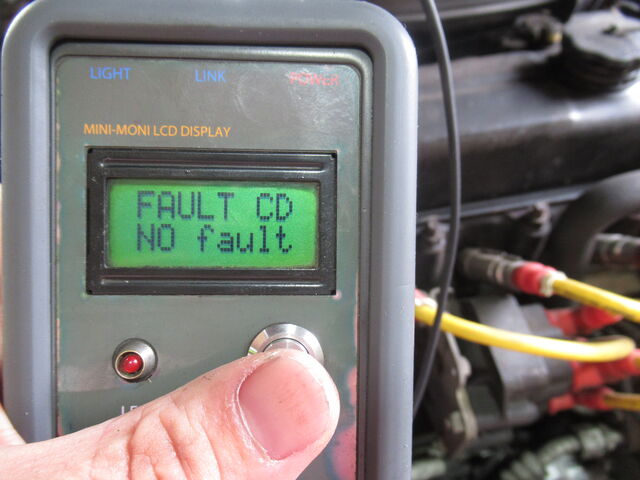 LIGHT LINK POWER
MINI-MONI LCD DISPLAY
FAULT CD
NO fault